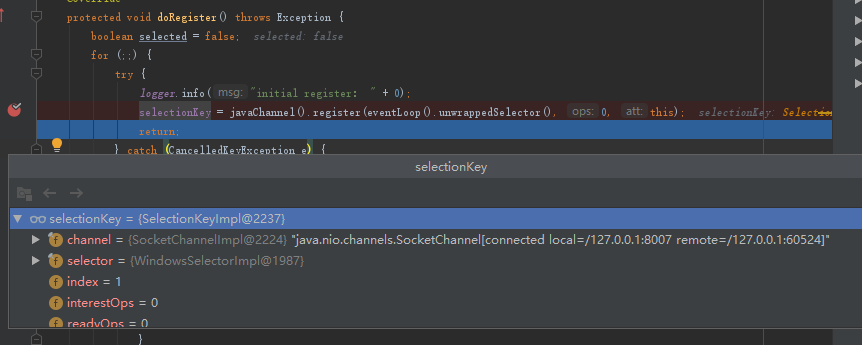 protected void doRegister() throws Exception {
boolean selected = false; selected: false
for (;;) {
try {
logger.info( msg: "initial register: " + 0);
selectionKey = javaChannel().register(eventLoop().unwrappedSelector(), ops: 0, att: this); selectionKey: Selection
return;
} catch (CancelledKeyException e) {
selectionKey
selectionKey = {SelectionKeyImpl@2237}
channel = {SocketChannelImpl@2224} "java.nio.channels.SocketChannel[connected local=/127.0.0.1:8007 remote=/127.0.0.1:60524]"
selector = {WindowsSelectorImpl@1987}
index = 1
interestOps = 0
readyOps = 0
}